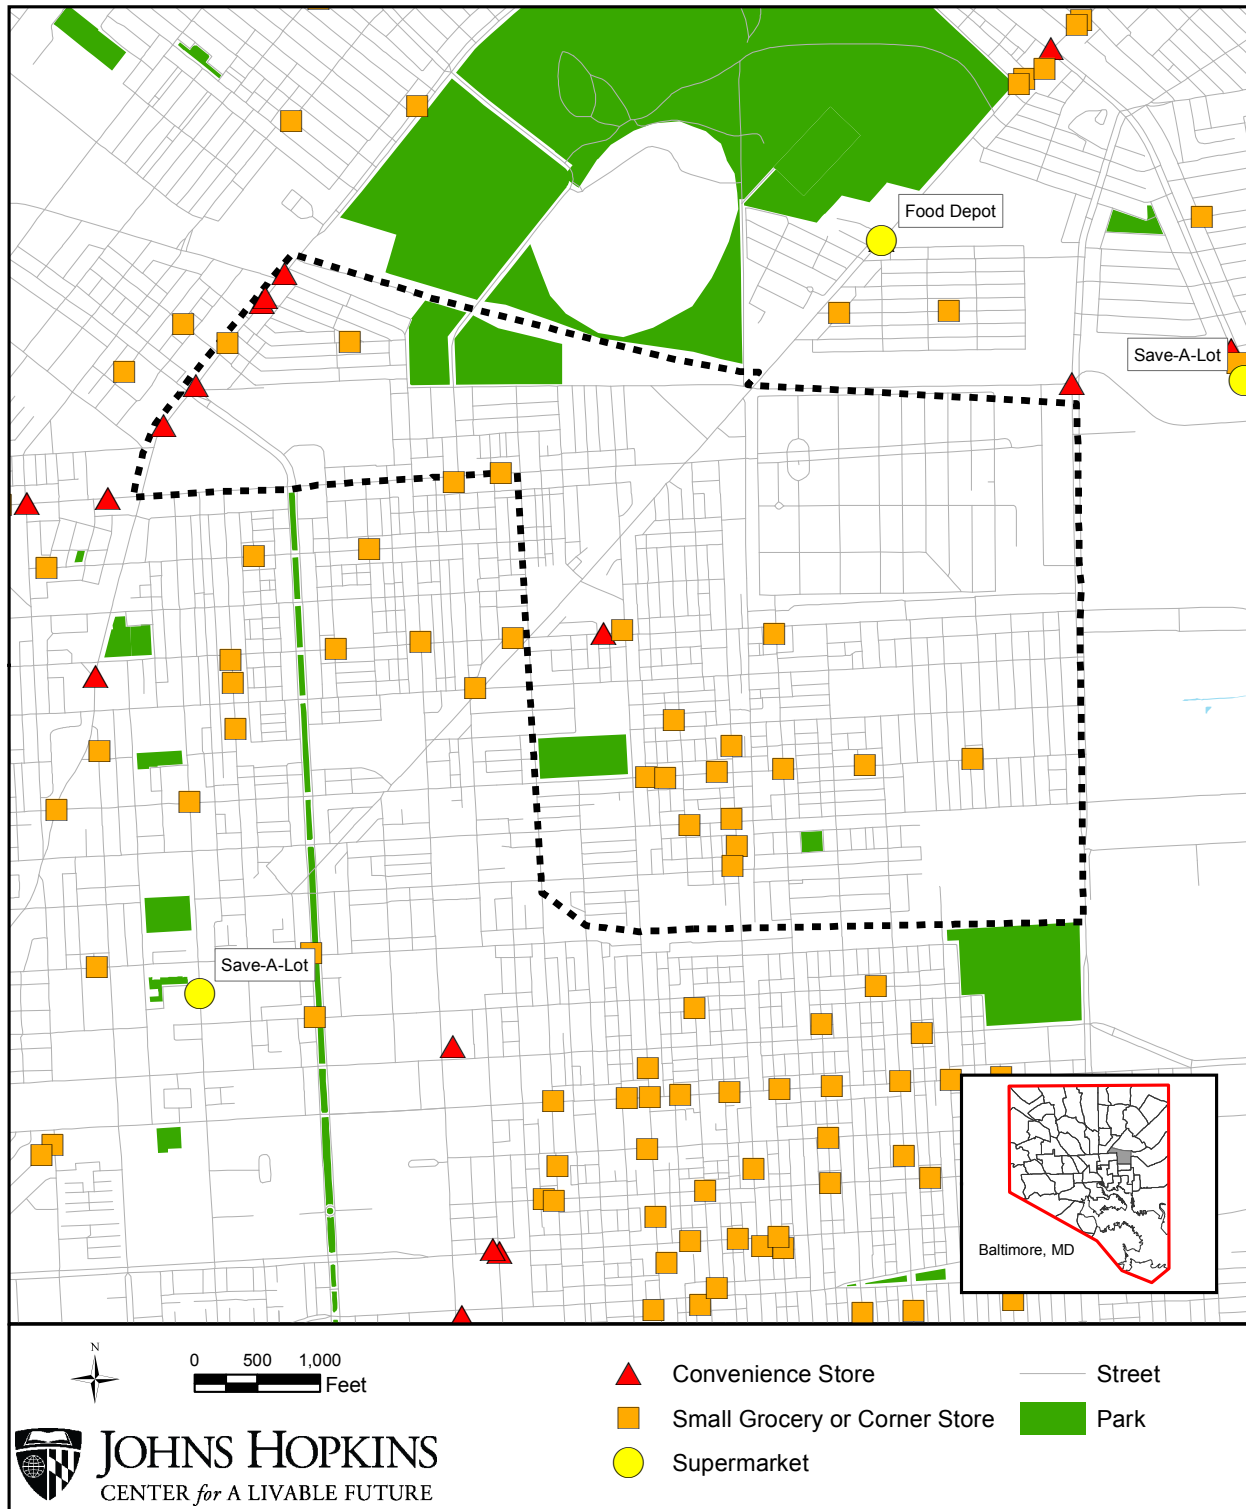 Food Depot
Save-A-Lot
Save-A-Lot
Baltimore, MD
N
0 500 1,000
Feet
Convenience Store
Street
Small Grocery or Corner Store
Park
Supermarket
JOHNS HOPKINS
CENTER for A LIVABLE FUTURE